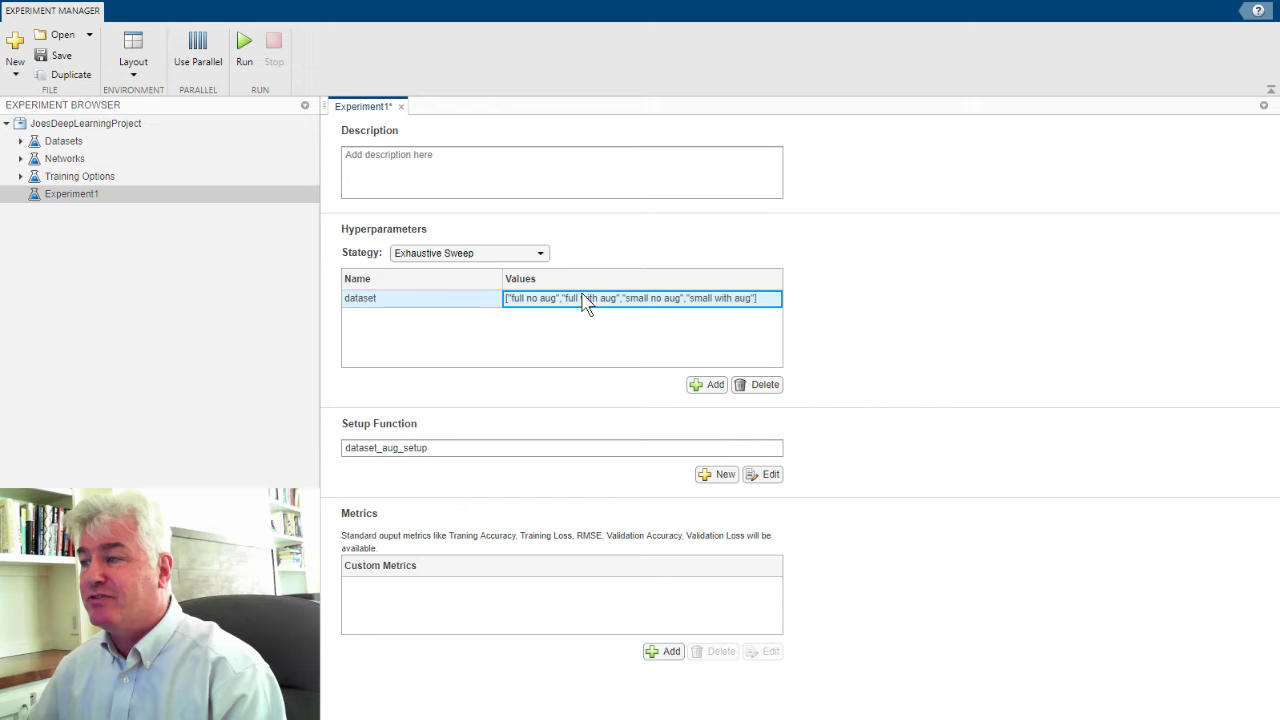 EXPERIMENT MANAGER
?
New
Open
Save
Duplicate
FILE
Layout
ENVIRONMENT
Use Parallel
PARALLEL
Run
Stop
RUN
EXPERIMENT BROWSER
JoesDeepLearningProject
Datasets
Networks
Training Options
Experiment1
Experiment1* ×
Description
Add description here
Hyperparameters
Stategy: Exhaustive Sweep
Name Values
dataset ["full no aug","full with aug","small no aug","small with aug"]
Add Delete
Setup Function
dataset_aug_setup
New Edit
Metrics
Standard ouput metrics like Traning Accuracy, Training Loss, RMSE, Validation Accuracy, Validation Loss will be
available.
Custom Metrics
Add Delete Edit